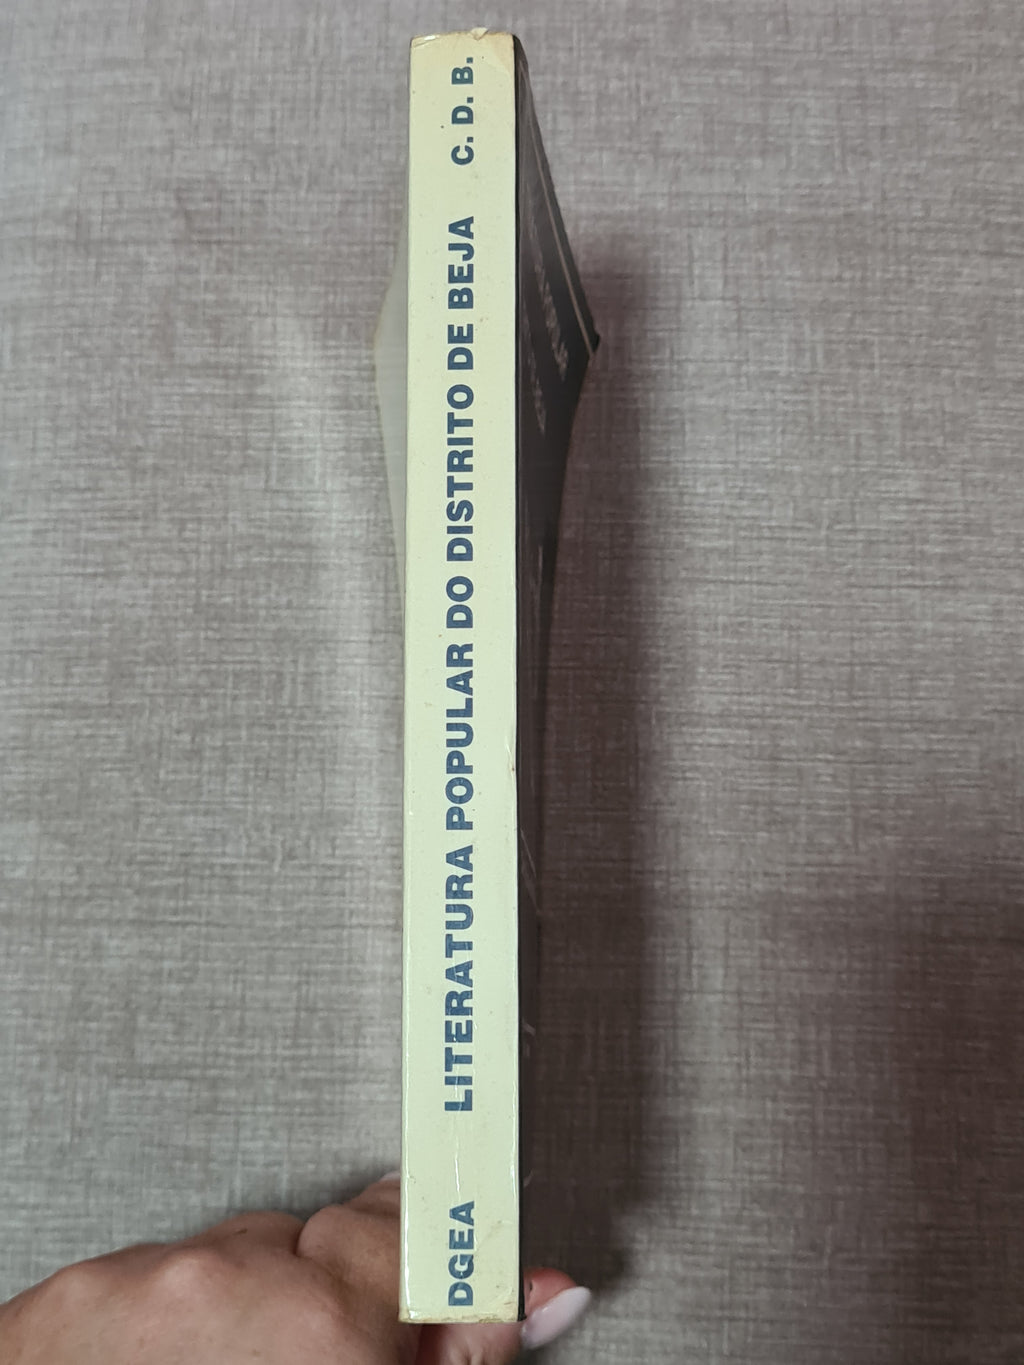 DGEA LITERATURA POPULAR DO DISTRITO DE BEJA C. D. B.